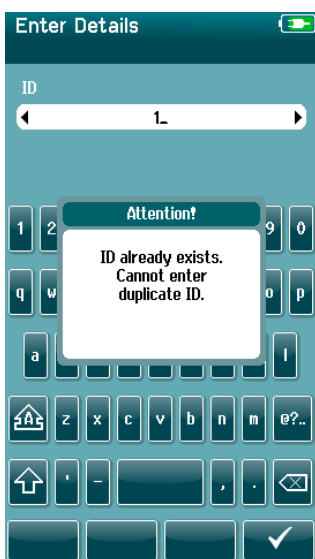 Enter Details
ID
1_
Attention!
ID already exists.
Cannot enter
duplicate ID.
1 2 9 0
q w o p
a l
A z x c v b n m @?..
' - , .